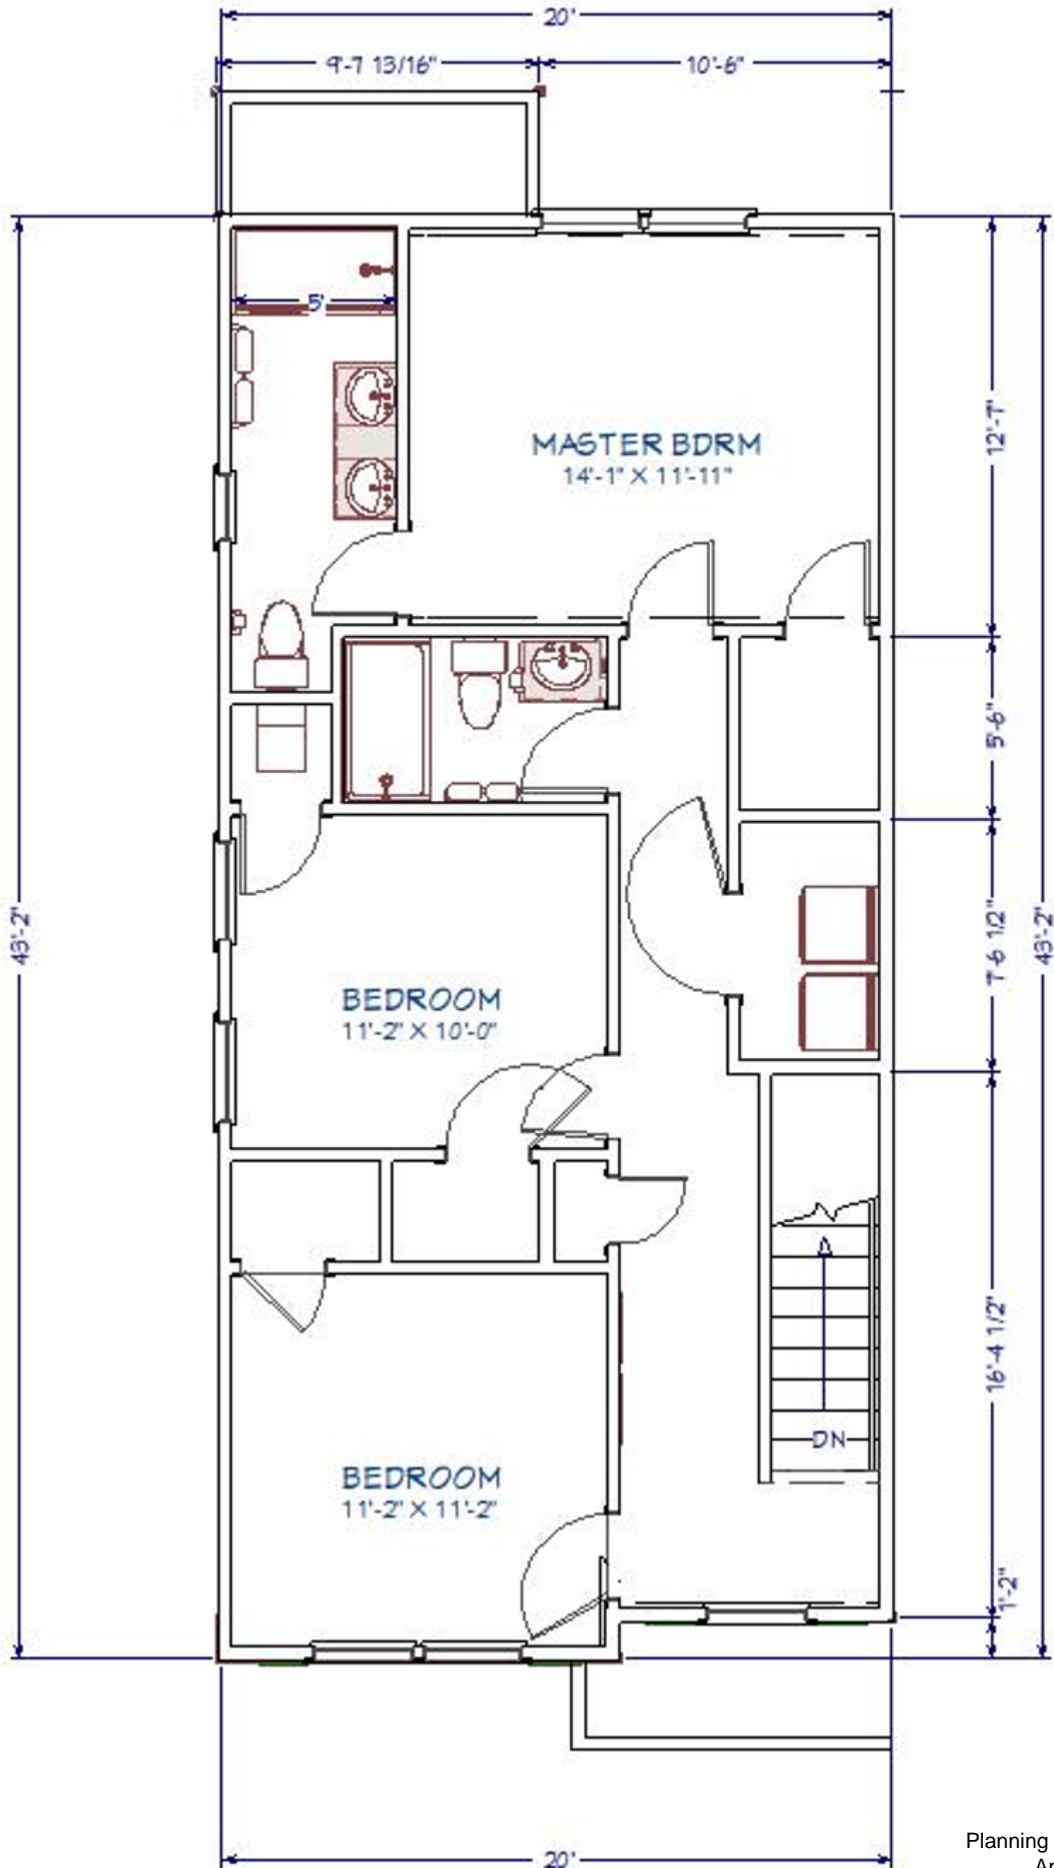 20'
9'-7 13/16"
10'-6"
5'
MASTER BDRM
14'-1" X 11'-11"
12'-7"
5'-6"
43'-2"
7'-6 1/2"
43'-2"
BEDROOM
11'-2" X 10'-0"
16'-4 1/2"
DN
BEDROOM
11'-2" X 11'-2"
1'-2"
Planning
20'